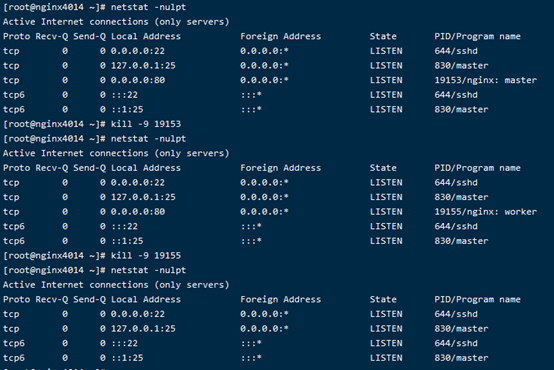 [root@nginx4014 ~]# netstat -nulpt
Active Internet connections (only servers)
Proto Recv-Q Send-Q Local Address Foreign Address State PID/Program name
tcp 0 0 0.0.0.0:22 0.0.0.0:* LISTEN 644/sshd
tcp 0 0 127.0.0.1:25 0.0.0.0:* LISTEN 830/master
tcp 0 0 0.0.0.0:80 0.0.0.0:* LISTEN 19153/nginx: master
tcp6 0 0 :::22 :::* LISTEN 644/sshd
tcp6 0 0 ::1:25 :::* LISTEN 830/master
[root@nginx4014 ~]# kill -9 19153
[root@nginx4014 ~]# netstat -nulpt
Active Internet connections (only servers)
Proto Recv-Q Send-Q Local Address Foreign Address State PID/Program name
tcp 0 0 0.0.0.0:22 0.0.0.0:* LISTEN 644/sshd
tcp 0 0 127.0.0.1:25 0.0.0.0:* LISTEN 830/master
tcp 0 0 0.0.0.0:80 0.0.0.0:* LISTEN 19155/nginx: worker
tcp6 0 0 :::22 :::* LISTEN 644/sshd
tcp6 0 0 ::1:25 :::* LISTEN 830/master
[root@nginx4014 ~]# kill -9 19155
[root@nginx4014 ~]# netstat -nulpt
Active Internet connections (only servers)
Proto Recv-Q Send-Q Local Address Foreign Address State PID/Program name
tcp 0 0 0.0.0.0:22 0.0.0.0:* LISTEN 644/sshd
tcp 0 0 127.0.0.1:25 0.0.0.0:* LISTEN 830/master
tcp6 0 0 :::22 :::* LISTEN 644/sshd
tcp6 0 0 ::1:25 :::* LISTEN 830/master